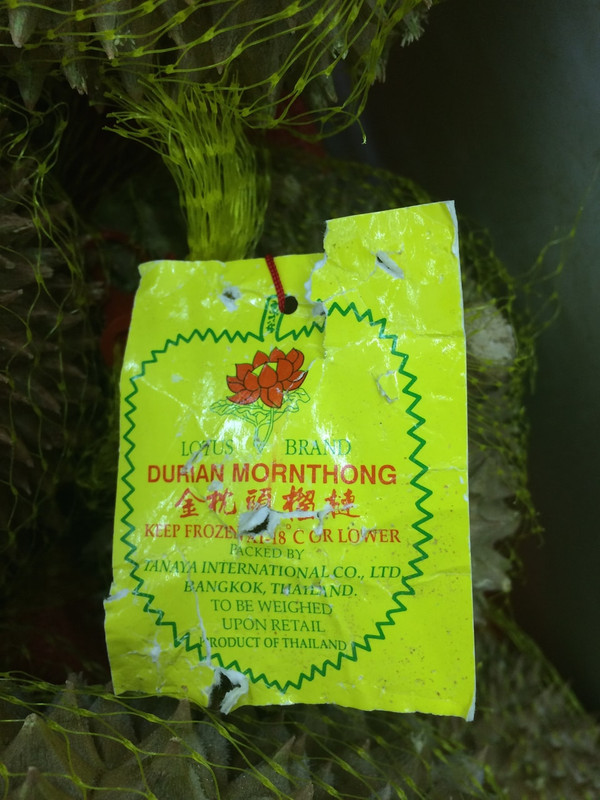 LOTUS BRAND
DURIAN MORNTHONG
金枕頭榴槤
KEEP FROZEN AT-18°C OR LOWER
PACKED BY
TANAYA INTERNATIONAL CO., LTD.
BANGKOK, THAILAND.
TO BE WEIGHED
UPON RETAIL
PRODUCT OF THAILAND